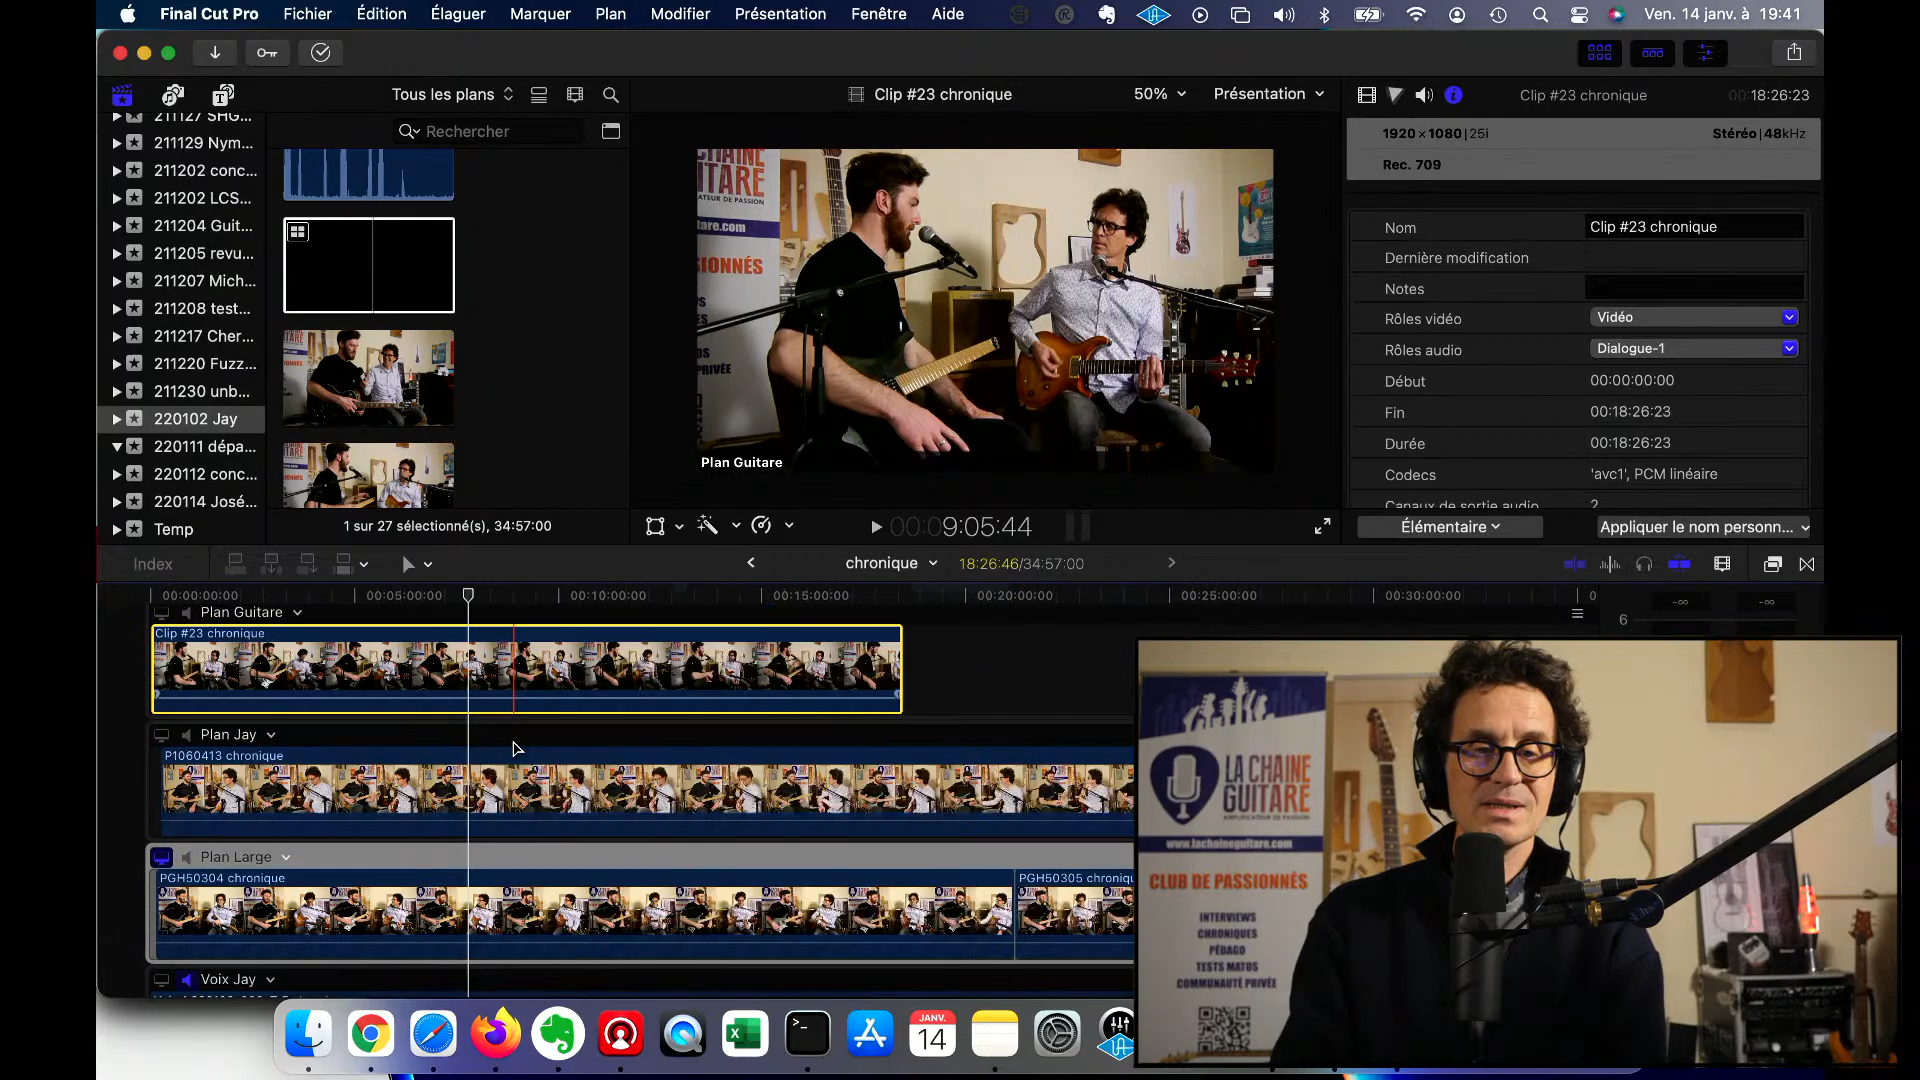 Final Cut Pro Fichier Édition Élaguer Marquer Plan Modifier Présentation Fenêtre Aide Ven. 14 janv. à 19:41
Tous les plans
Clip #23 chronique 50% Présentation
Clip #23 chronique 00:18:26:23
Rechercher
211127 SHG...
211129 Nym...
211202 conc...
211202 LCS...
211204 Guit...
211205 revu...
211207 Mich...
211208 test...
211217 Cher...
211220 Fuzz...
211230 unb...
220102 Jay
220111 dépa...
220112 conc...
220114 José...
Temp
1 sur 27 sélectionné(s), 34:57:00
Plan Guitare
00:09:05:44
1920 × 1080 | 25i Stéréo | 48kHz
Rec. 709
Nom Clip #23 chronique
Dernière modification
Notes
Rôles vidéo Vidéo
Rôles audio Dialogue-1
Début 00:00:00:00
Fin 00:18:26:23
Durée 00:18:26:23
Codecs 'avc1', PCM linéaire
Canaux de sortie audio 2
Élémentaire Appliquer le nom personn...
Index chronique 18:26:46/34:57:00
00:00:00:00 00:05:00:00 00:10:00:00 00:15:00:00 00:20:00:00 00:25:00:00 00:30:00:00 0
Plan Guitare
Clip #23 chronique
-∞ -∞
6
Plan Jay
P1060413 chronique
Plan Large
PGH50304 chronique PGH50305 chroniqu
Voix Jay
LA CHAINE
GUITARE
AMPLIFICATEUR DE PASSION
www.lachaineguitare.com
CLUB DE PASSIONNÉS
INTERVIEWS
CHRONIQUES
PÉDAGO
TESTS MATOS
COMMUNAUTÉ PRIVÉE
JANV.
14